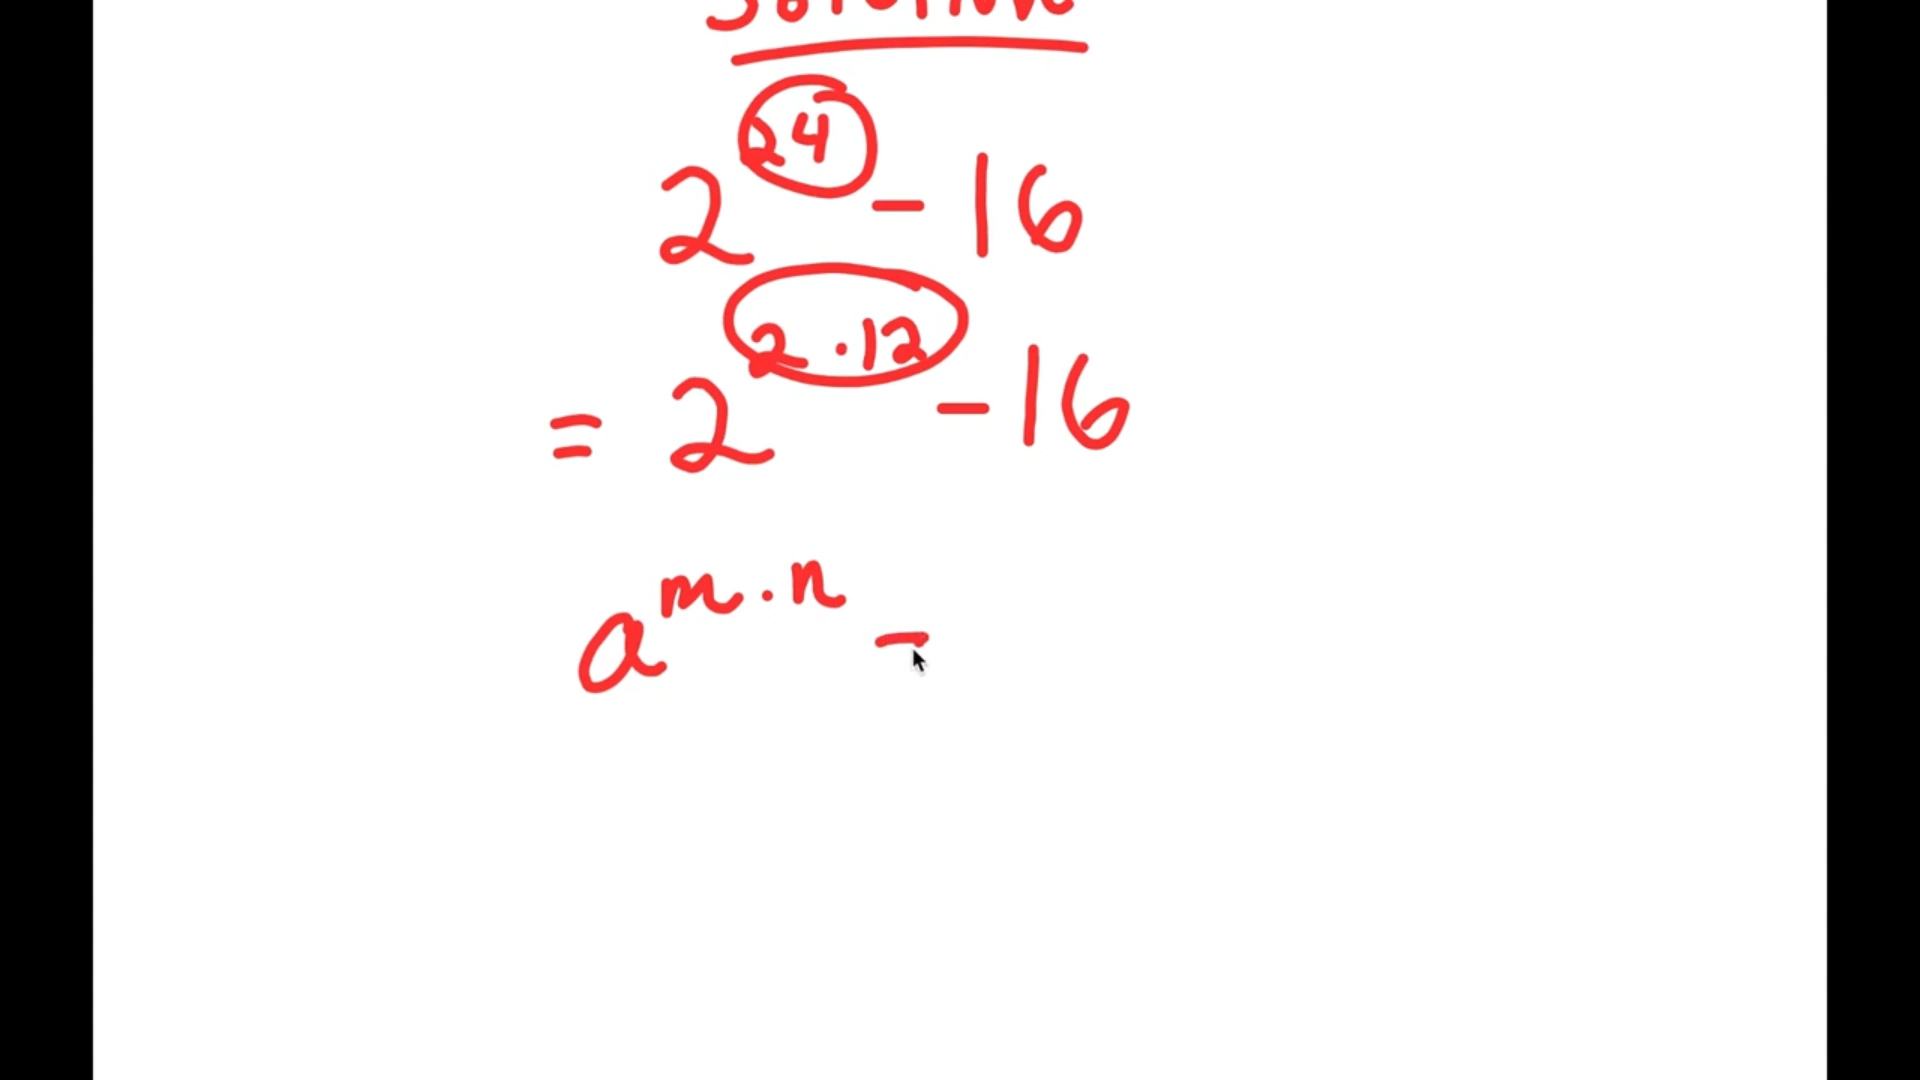 2^24 - 16
= 2^2·12 - 16
a^m·n -